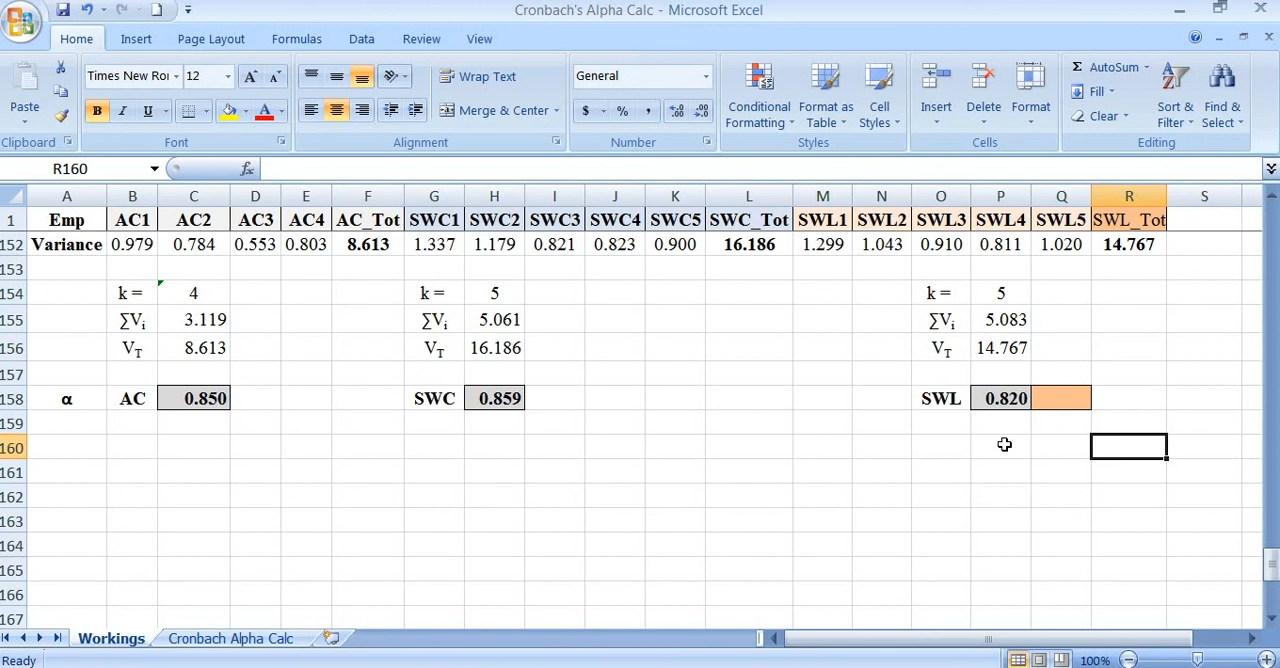 Cronbach's Alpha Calc - Microsoft Excel
Home Insert Page Layout Formulas Data Review View
Paste
Times New Ro 12
B I U A
Wrap Text
Merge & Center
General
$ % ,
Conditional Formatting
Format as Table
Cell Styles
Insert
Delete
Format
Σ AutoSum
Fill
Clear
Sort & Filter
Find & Select
Clipboard Font Alignment Number Styles Cells Editing
R160 fx
A B C D E F G H I J K L M N O P Q R S
1 Emp AC1 AC2 AC3 AC4 AC_Tot SWC1 SWC2 SWC3 SWC4 SWC5 SWC_Tot SWL1 SWL2 SWL3 SWL4 SWL5 SWL_Tot
152 Variance 0.979 0.784 0.553 0.803 8.613 1.337 1.179 0.821 0.823 0.900 16.186 1.299 1.043 0.910 0.811 1.020 14.767
153
154 k = 4 k = 5 k = 5
155 ∑Vi 3.119 ∑Vi 5.061 ∑Vi 5.083
156 VT 8.613 VT 16.186 VT 14.767
157
158 α AC 0.850 SWC 0.859 SWL 0.820
159
160
161
162
163
164
165
166
167
Workings Cronbach Alpha Calc
Ready 100%